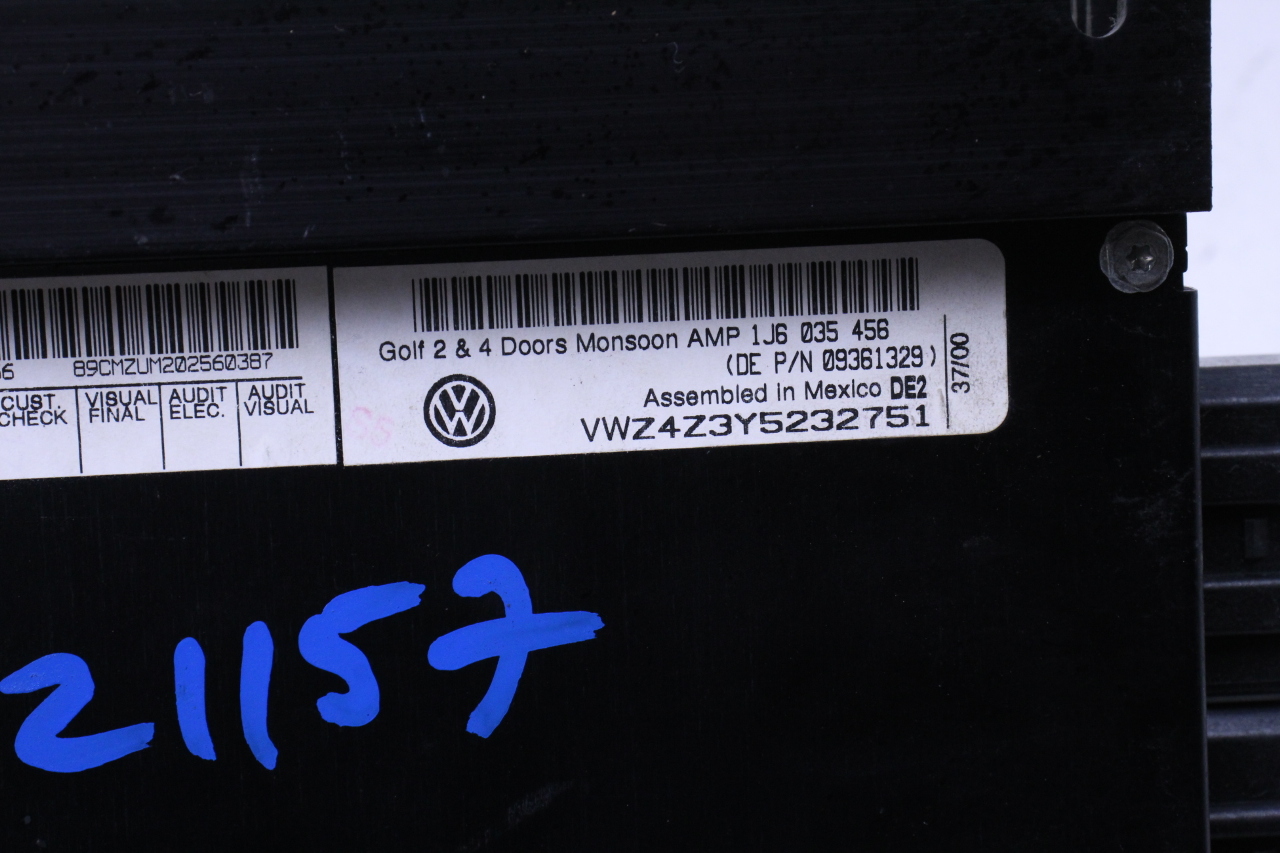 89CMZUM202560387
CUST. CHECK
VISUAL FINAL
AUDIT ELEC.
AUDIT VISUAL
Golf 2 & 4 Doors Monsoon AMP 1J6 035 456
(DE P/N 09361329)
Assembled in Mexico DE2
VWZ4Z3Y5232751
37/00
21157